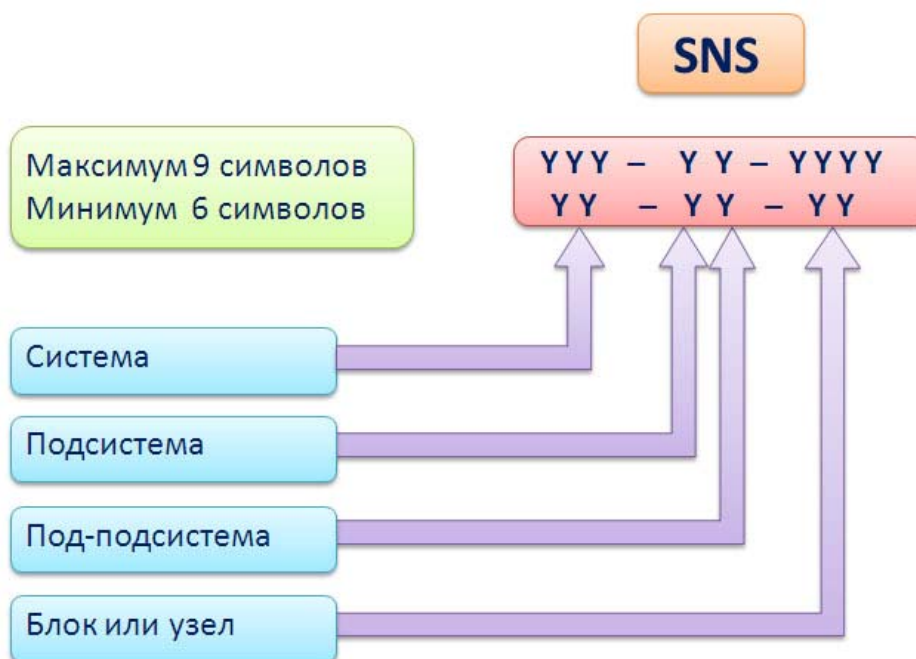 SNS
Максимум 9 символов
Минимум 6 символов
YYY – Y Y – YYYY
YY – YY – YY
Система
Подсистема
Под-подсистема
Блок или узел